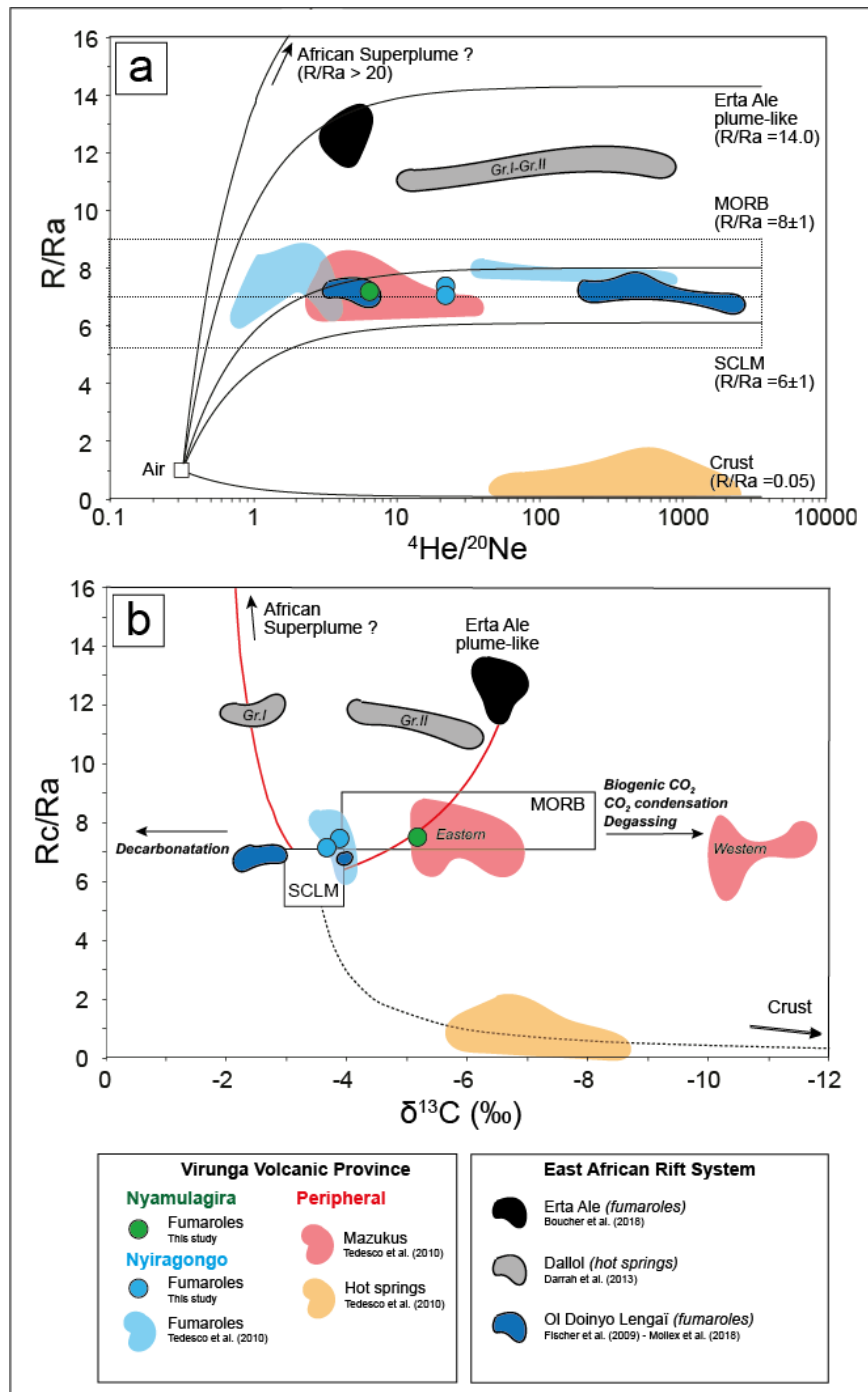 a
16
14
12
10
8
6
4
2
0
R/Ra
African Superplume ?
(R/Ra > 20)
Erta Ale
plume-like
(R/Ra =14.0)
Gr.I-Gr.II
MORB
(R/Ra =8±1)
SCLM
(R/Ra =6±1)
Crust
(R/Ra =0.05)
Air
0.1
1
10
100
1000
10000
⁴He/²⁰Ne
b
16
14
12
10
8
6
4
2
0
Rc/Ra
African
Superplume ?
Erta Ale
plume-like
Gr.I
Gr.II
MORB
Biogenic CO₂
CO₂ condensation
Degassing
Decarbonatation
Eastern
Western
SCLM
Crust
0
-2
-4
-6
-8
-10
-12
δ¹³C (‰)
Virunga Volcanic Province
Nyamulagira
Fumaroles
This study
Nyiragongo
Fumaroles
This study
Fumaroles
Tedesco et al. (2010)
Peripheral
Mazukus
Tedesco et al. (2010)
Hot springs
Tedesco et al. (2010)
East African Rift System
Erta Ale (fumaroles)
Boucher et al. (2018)
Dallol (hot springs)
Darrah et al. (2013)
Ol Doinyo Lengaï (fumaroles)
Fischer et al. (2009) - Mollex et al. (2018)